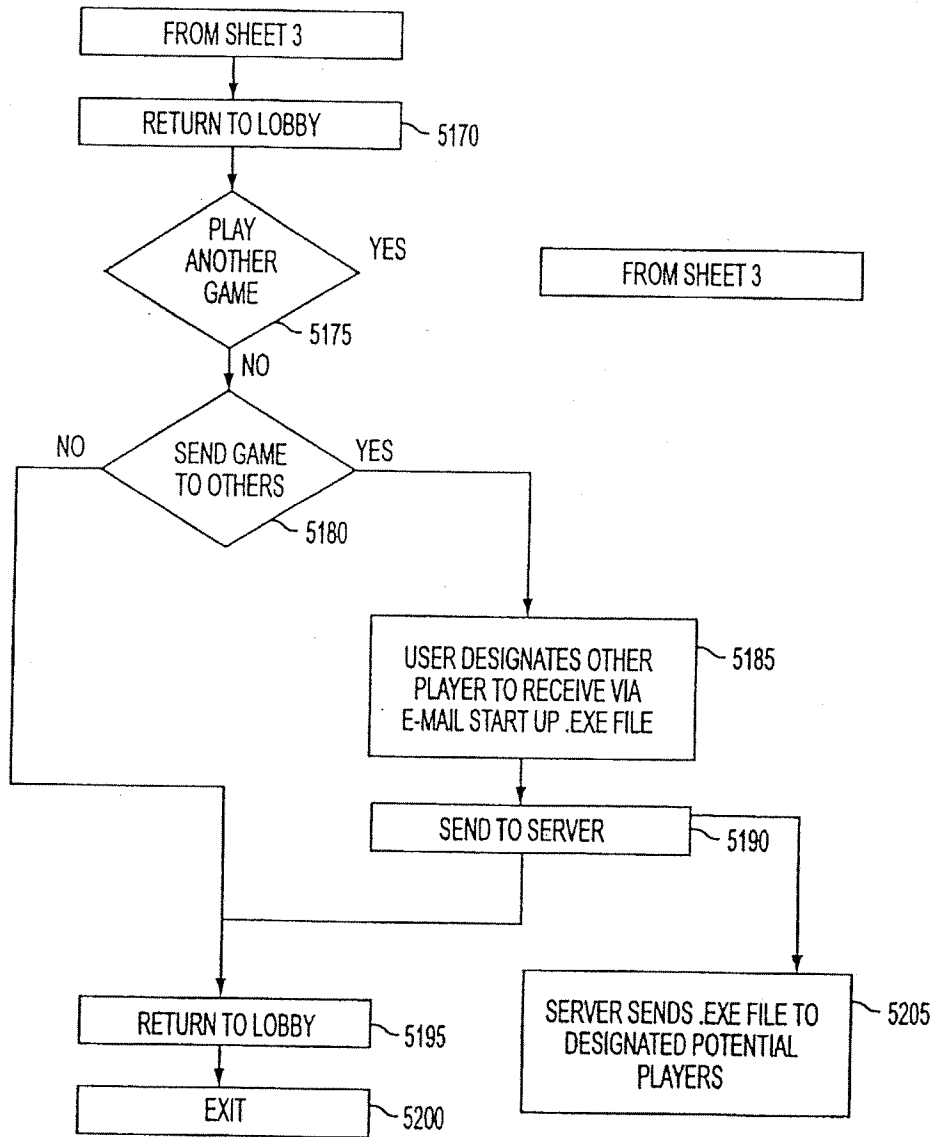 FROM SHEET 3
RETURN TO LOBBY
5170
PLAY
ANOTHER
GAME
YES
FROM SHEET 3
5175
NO
NO
SEND GAME
TO OTHERS
YES
5180
USER DESIGNATES OTHER
PLAYER TO RECEIVE VIA
E-MAIL START UP .EXE FILE
5185
SEND TO SERVER
5190
RETURN TO LOBBY
5195
SERVER SENDS .EXE FILE TO
DESIGNATED POTENTIAL
PLAYERS
5205
EXIT
5200